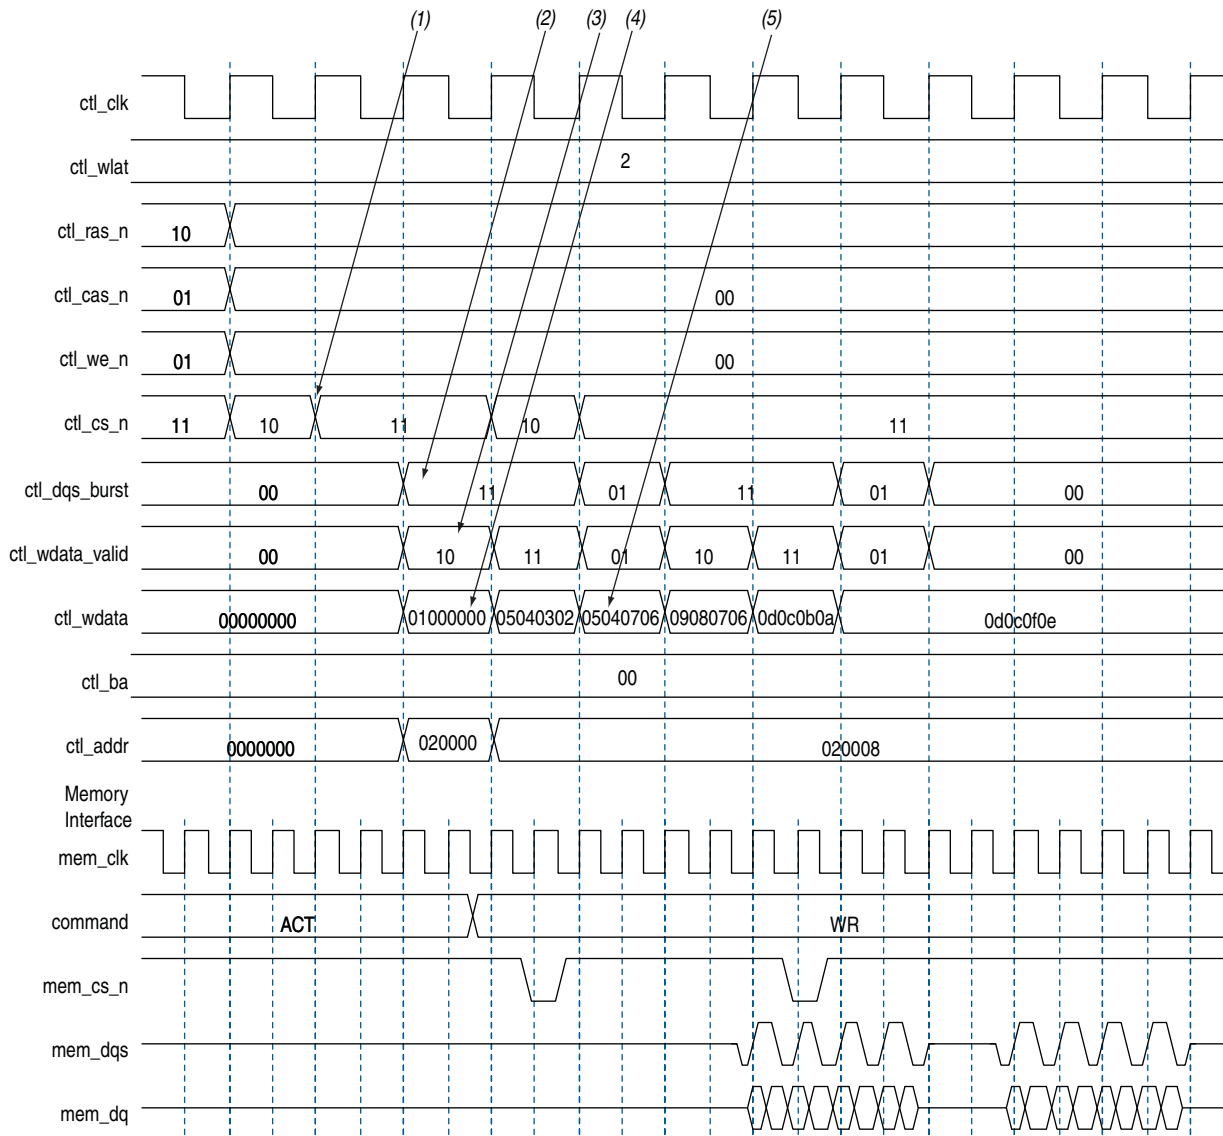 (1) (2) (3) (4) (5)
ctl_clk
ctl_wlat 2
ctl_ras_n 10
ctl_cas_n 01 00
ctl_we_n 01 00
ctl_cs_n 11 10 11 10 11
ctl_dqs_burst 00 11 01 11 01 00
ctl_wdata_valid 00 10 11 01 10 11 01 00
ctl_wdata 00000000 01000000 05040302 05040706 09080706 0d0c0b0a 0d0c0f0e
ctl_ba 00
ctl_addr 0000000 020000 020008
Memory
Interface
mem_clk
command ACT WR
mem_cs_n
mem_dqs
mem_dq